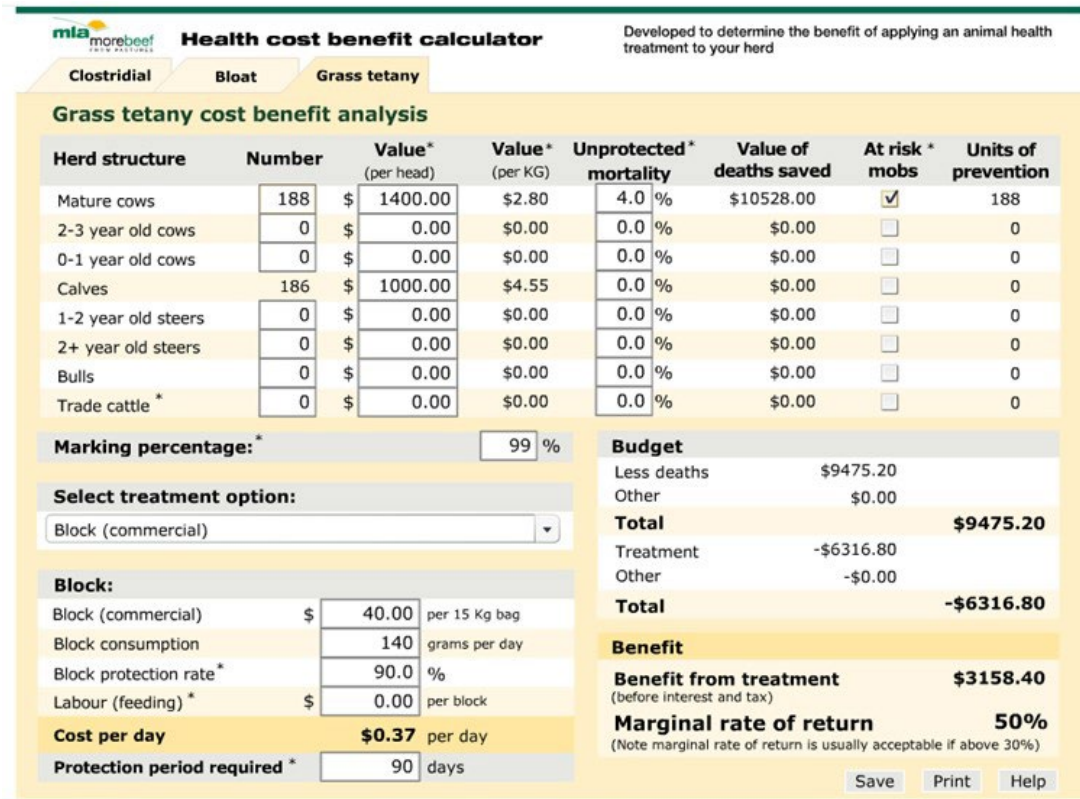 mla
morebeef
FROM PASTURES
Health cost benefit calculator
Developed to determine the benefit of applying an animal health
treatment to your herd
Clostridial Bloat Grass tetany
Grass tetany cost benefit analysis
Herd structure Number Value* (per head) Value* (per KG) Unprotected* mortality Value of deaths saved At risk * mobs Units of prevention
Mature cows 188 $ 1400.00 $2.80 4.0 % $10528.00 188
2-3 year old cows 0 $ 0.00 $0.00 0.0 % $0.00 0
0-1 year old cows 0 $ 0.00 $0.00 0.0 % $0.00 0
Calves 186 $ 1000.00 $4.55 0.0 % $0.00 0
1-2 year old steers 0 $ 0.00 $0.00 0.0 % $0.00 0
2+ year old steers 0 $ 0.00 $0.00 0.0 % $0.00 0
Bulls 0 $ 0.00 $0.00 0.0 % $0.00 0
Trade cattle * 0 $ 0.00 $0.00 0.0 % $0.00 0
Marking percentage:* 99 %
Select treatment option:
Block (commercial)
Block:
Block (commercial) $ 40.00 per 15 Kg bag
Block consumption 140 grams per day
Block protection rate* 90.0 %
Labour (feeding) * $ 0.00 per block
Cost per day $0.37 per day
Protection period required * 90 days
Budget
Less deaths $9475.20
Other $0.00
Total $9475.20
Treatment -$6316.80
Other -$0.00
Total -$6316.80
Benefit
Benefit from treatment $3158.40
(before interest and tax)
Marginal rate of return 50%
(Note marginal rate of return is usually acceptable if above 30%)
Save Print Help